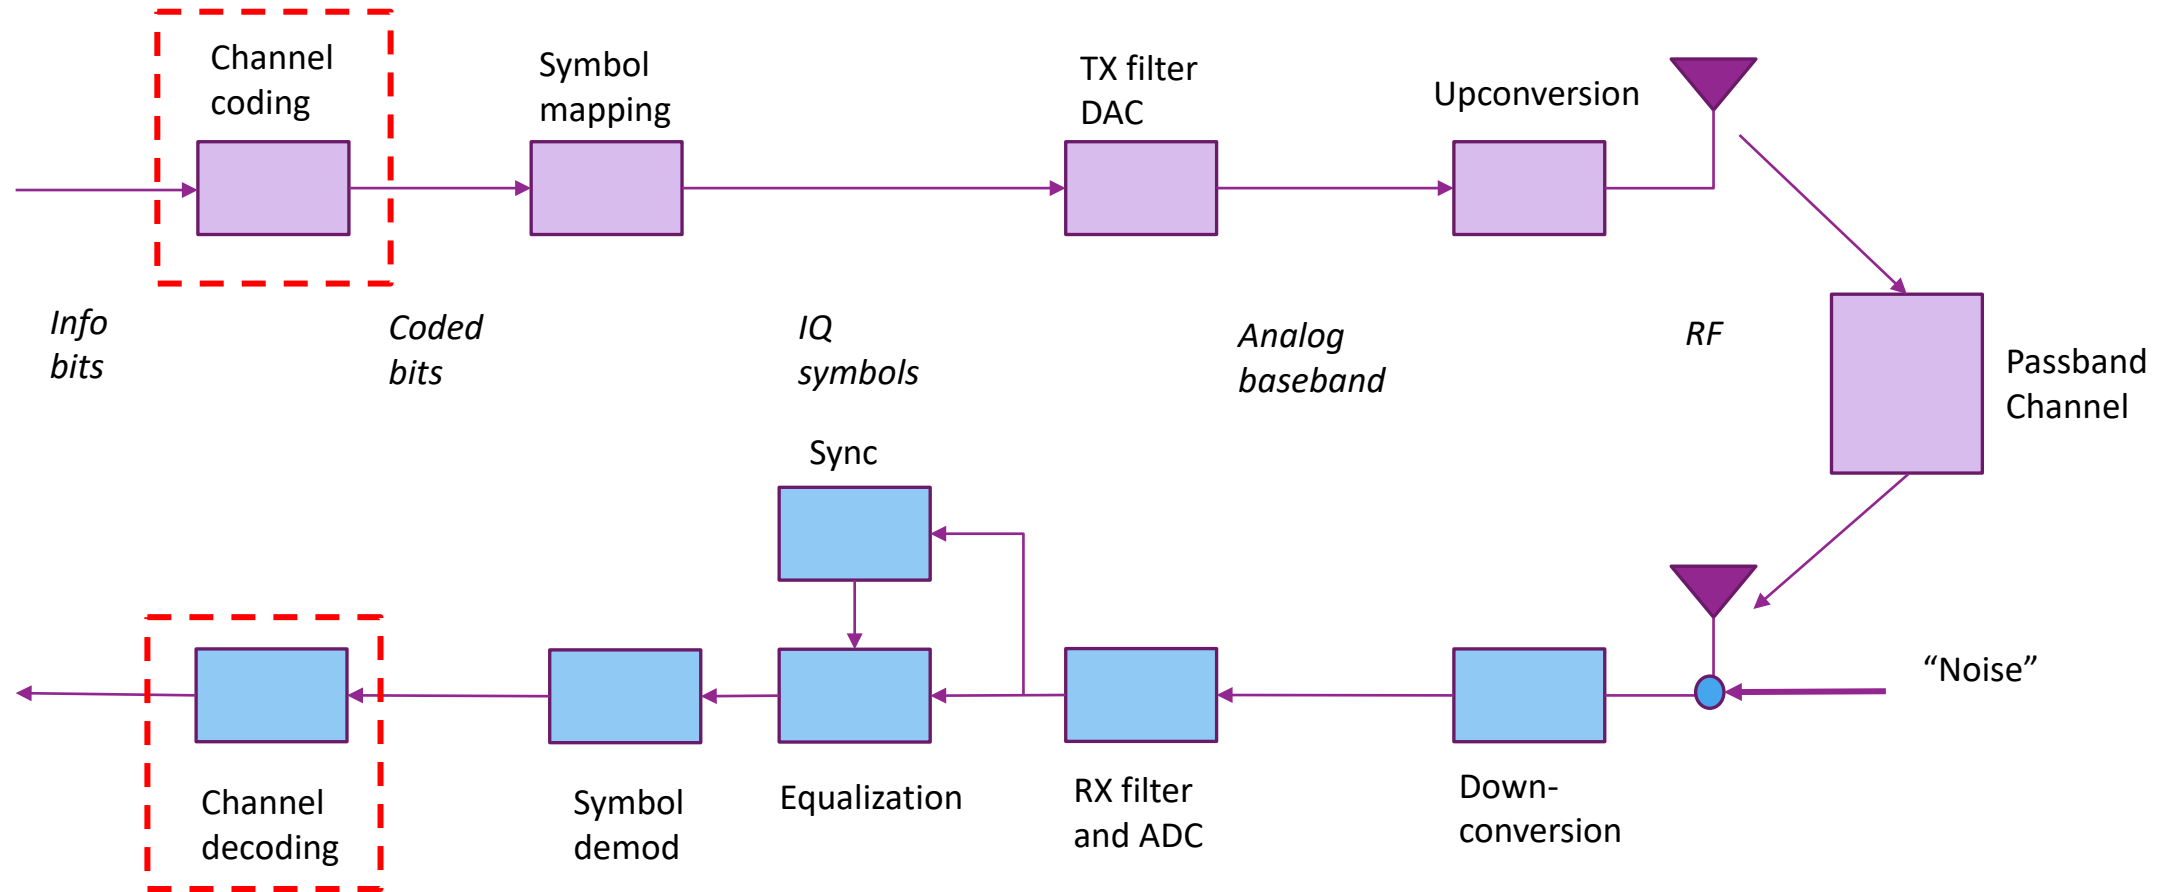 Channel
coding
Symbol
mapping
TX filter
DAC
Upconversion
Info
bits
Coded
bits
IQ
symbols
Analog
baseband
RF
Passband
Channel
Sync
"Noise"
Channel
decoding
Symbol
demod
Equalization
RX filter
and ADC
Down-
conversion